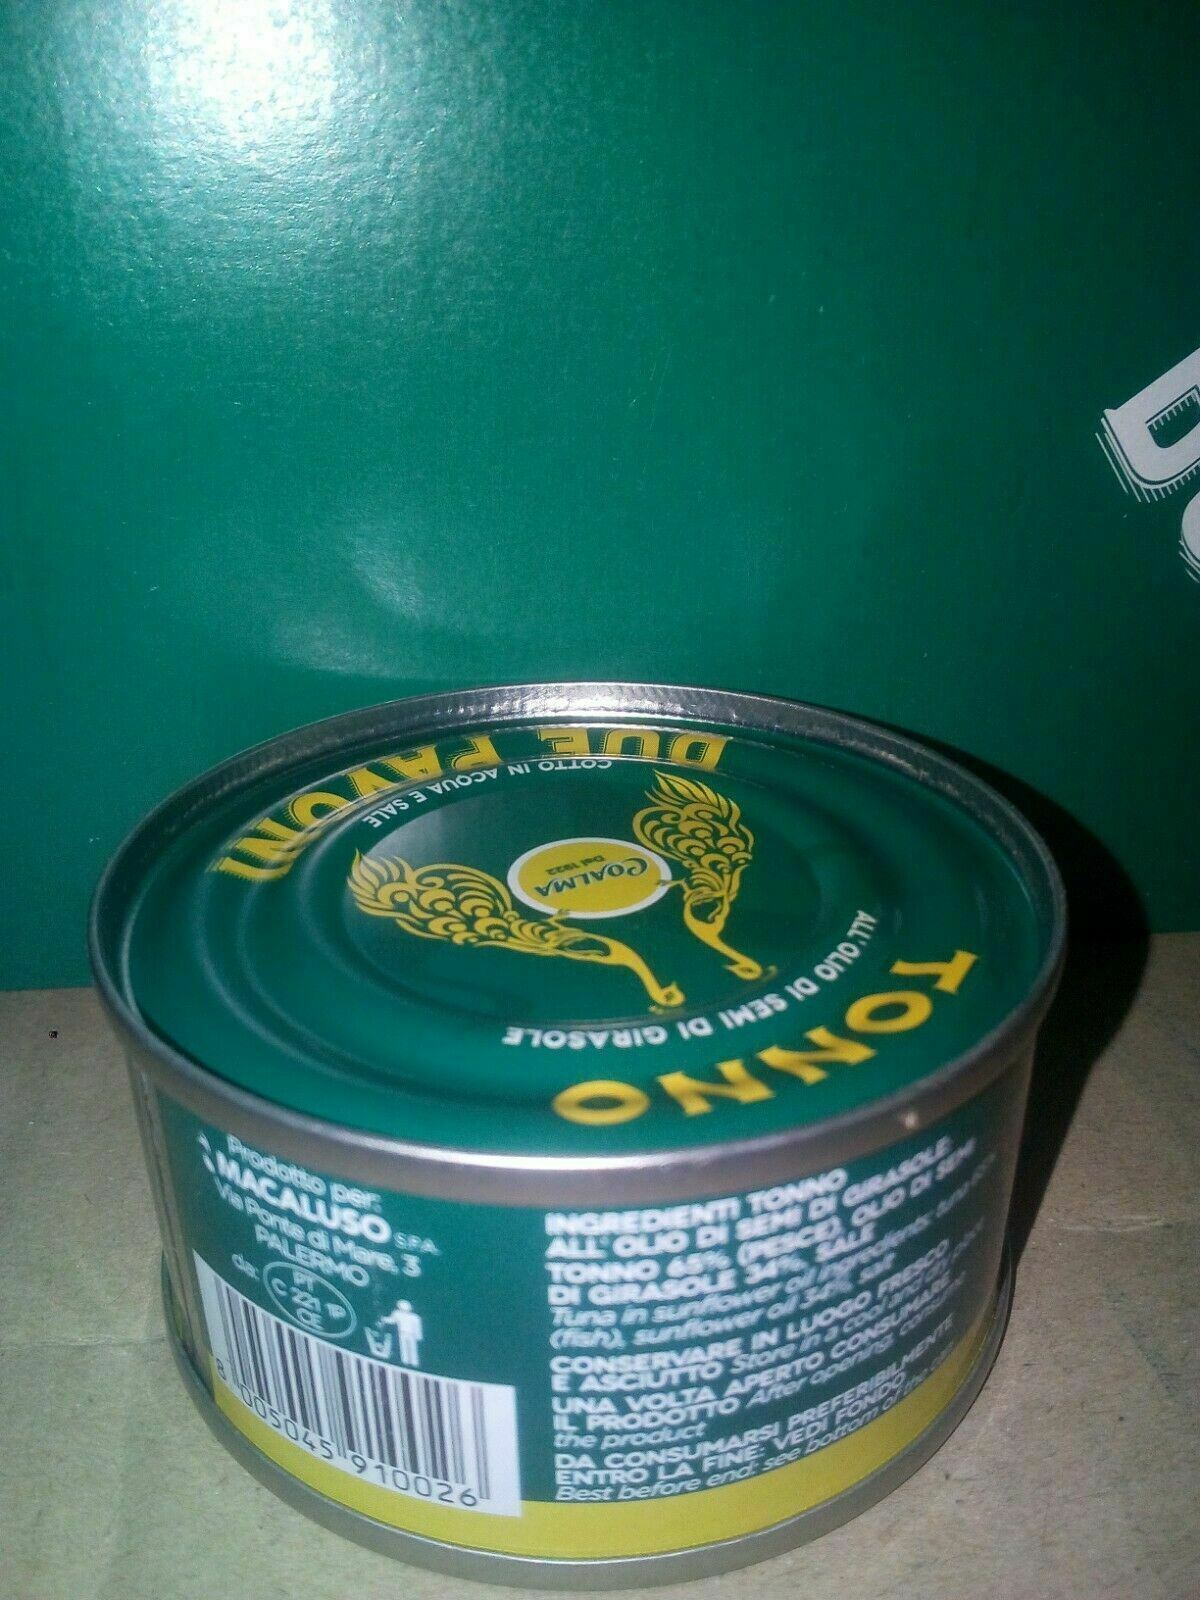 DUE PAVONI
COTTO IN ACQUA E SALE
COALMA
Dal 1922
ALL'OLIO DI SEMI DI GIRASOLE
TONNO
Prodotto per:
MACALUSO S.P.A.
Via Ponte di Mare, 3
PALERMO
da:
PT
C 221 1P
CE
8 005045 910026
INGREDIENTI TONNO
ALL'OLIO DI SEMI DI GIRASOLE
TONNO 65% (PESCE), OLIO DI SEMI
DI GIRASOLE 34%, SALE
Tuna in sunflower oil ingredients: tuna
(fish), sunflower oil 34%, salt
CONSERVARE IN LUOGO FRESCO
E ASCIUTTO Store in a cool and dry
UNA VOLTA APERTO CONSUMARE
IL PRODOTTO After opening,
the product
DA CONSUMARSI PREFERIBILMENTE
ENTRO LA FINE: VEDI FONDO
Best before end: see bottom of the can